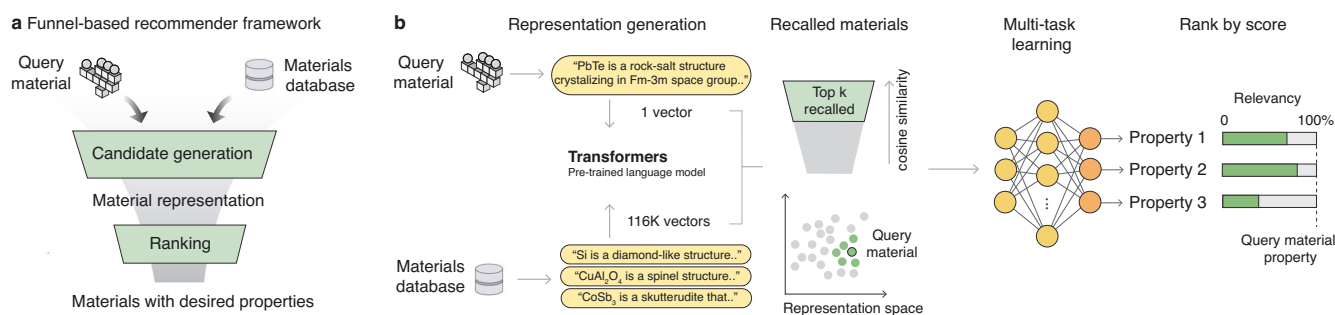 a Funnel-based recommender framework
Query
material
Materials
database
Candidate generation
Material representation
Ranking
Materials with desired properties
b
Representation generation
Query
material
“PbTe is a rock-salt structure
crystalizing in Fm-3m space group..”
1 vector
Transformers
Pre-trained language model
116K vectors
Materials
database
“Si is a diamond-like structure..”
“CuAl₂O₄ is a spinel structure..”
“CoSb₃ is a skutterudite that..”
Recalled materials
Top k
recalled
cosine similarity
Query
material
Representation space
Multi-task
learning
Property 1
Property 2
Property 3
Rank by score
Relevancy
0 100%
Query material
property